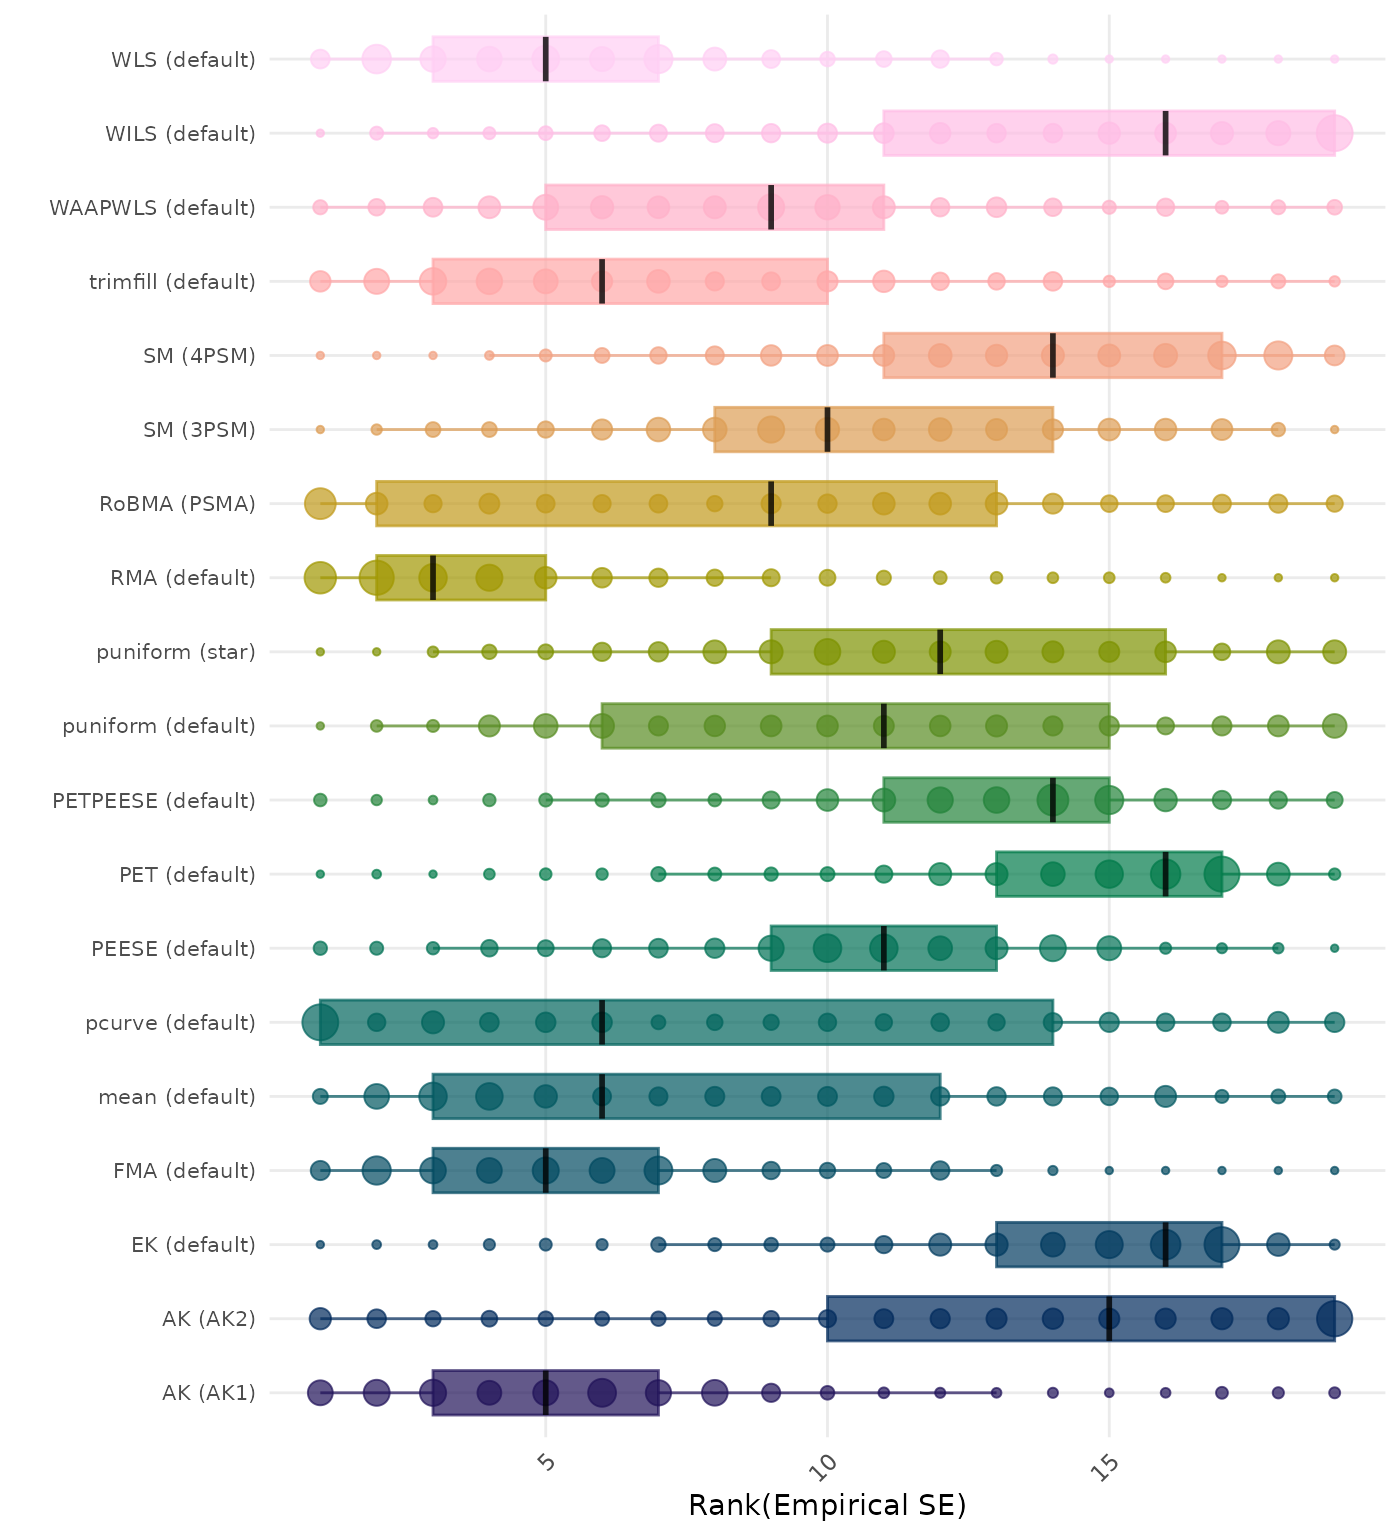 WLS (default)
WILS (default)
WAAPWLS (default)
trimfill (default)
SM (4PSM)
SM (3PSM)
RoBMA (PSMA)
RMA (default)
puniform (star)
puniform (default)
PETPEESE (default)
PET (default)
PEESE (default)
pcurve (default)
mean (default)
FMA (default)
EK (default)
AK (AK2)
AK (AK1)
5
10
15
Rank(Empirical SE)